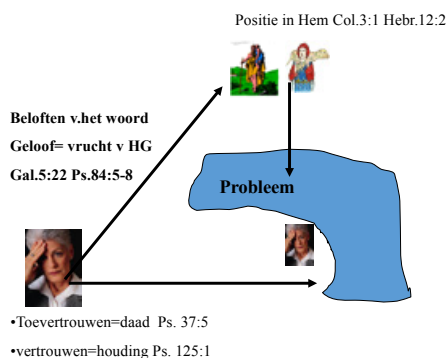 Positie in Hem Col.3:1 Hebr.12:2
Beloften v.het woord
Geloof= vrucht v HG
Gal.5:22 Ps.84:5-8
Probleem
•Toevertrouwen=daad Ps. 37:5
•vertrouwen=houding Ps. 125:1